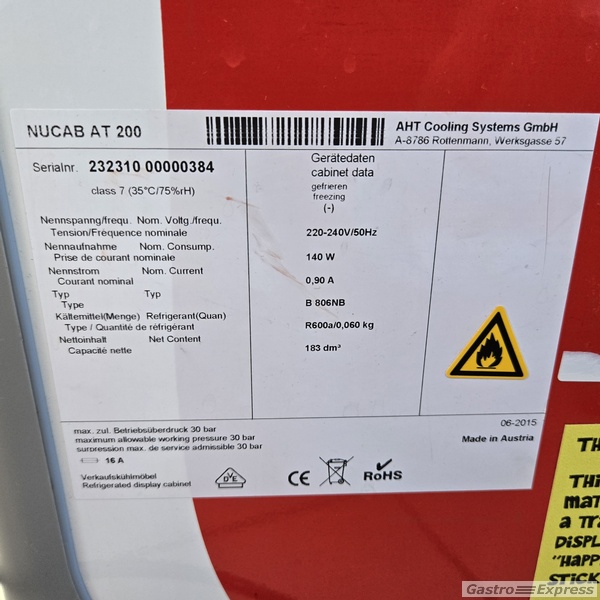 NUCAB AT 200
AHT Cooling Systems GmbH
A-8786 Rottenmann, Werksgasse 57
Serialnr. 232310 00000384
class 7 (35°C/75%rH)
Gerätedaten
cabinet data
gefrieren
freezing
(-)
Nennspanng/frequ. Nom. Voltg./frequ.
Tension/Fréquence nominale
220-240V/50Hz
Nennaufnahme Nom. Consump.
Prise de courant nominale
140 W
Nennstrom Nom. Current
Courant nominal
0,90 A
Typ Typ
Type
B 806NB
Kältemittel(Menge) Refrigerant(Quan)
Type / Quantité de réfrigérant
R600a/0,060 kg
Nettoinhalt Net Content
Capacité nette
183 dm³
max. zul. Betriebsüberdruck 30 bar
maximum allowable working pressure 30 bar
surpression max. de service admissible 30 bar
16 A
Verkaufskühlmöbel
Refrigerated display cabinet
DVE
CE
RoHS
06-2015
Made in Austria
TH
THI
MAT
A TRA
DISPL
"HAPP
STICK
Gastro Express